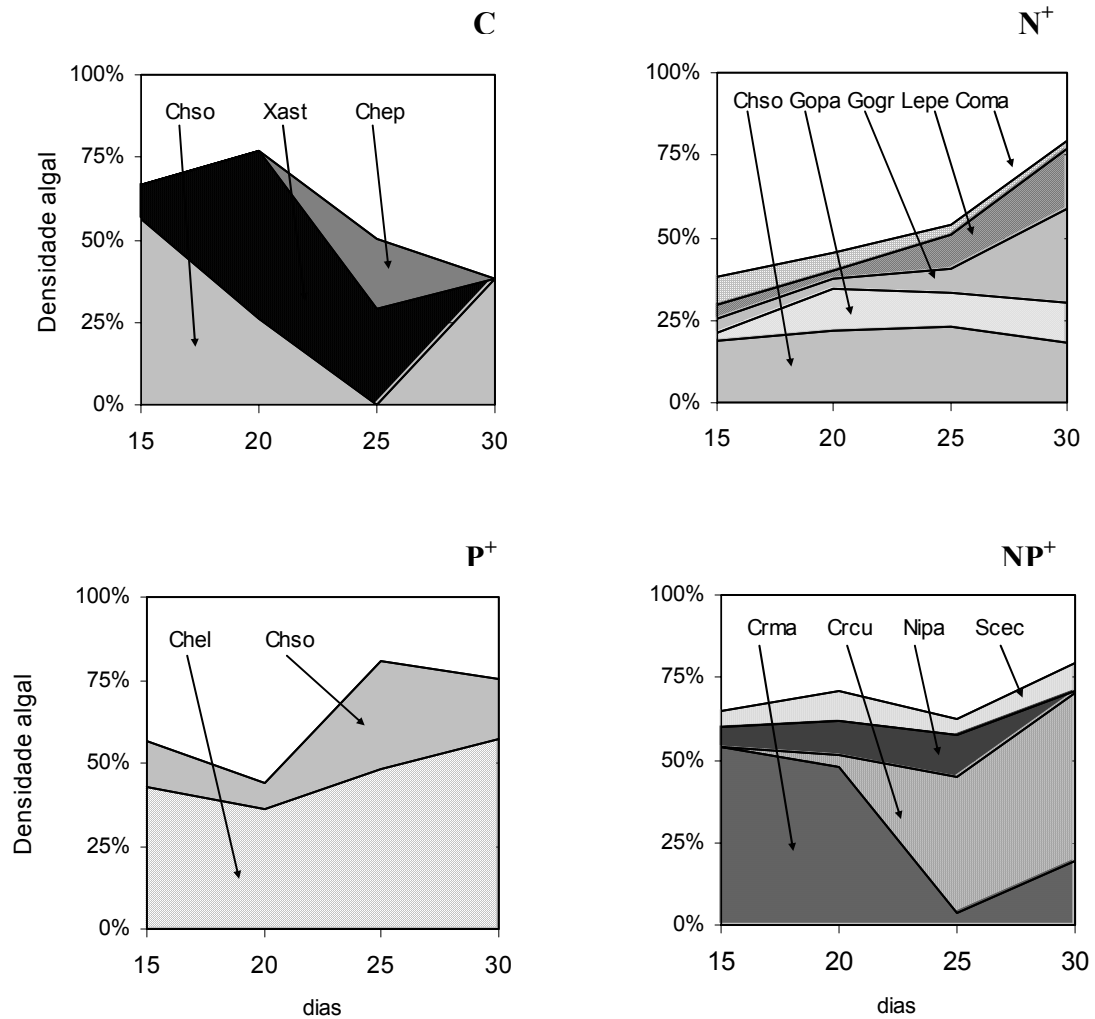 C
N+
100%
75%
50%
25%
0%
Densidade algal
Chso Xast Chep
15 20 25 30
100%
75%
50%
25%
0%
Chso Gopa Gogr Lepe Coma
15 20 25 30
P+
NP+
100%
75%
50%
25%
0%
Densidade algal
Chel Chso
15 20 25 30
dias
100%
75%
50%
25%
0%
Crma Crcu Nipa Scec
15 20 25 30
dias